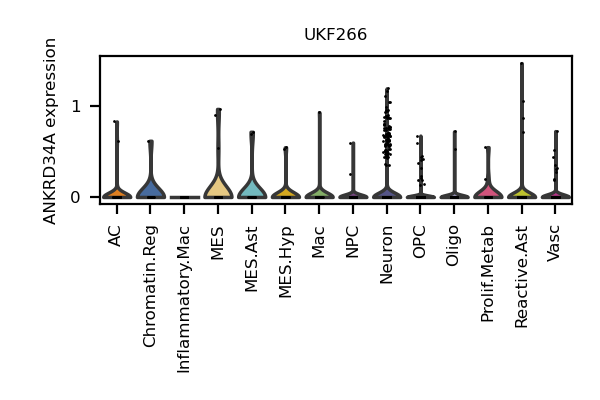 UKF266
ANKRD34A expression
1
0
AC
Chromatin.Reg
Inflammatory.Mac
MES
MES.Ast
MES.Hyp
Mac
NPC
Neuron
OPC
Oligo
Prolif.Metab
Reactive.Ast
Vasc